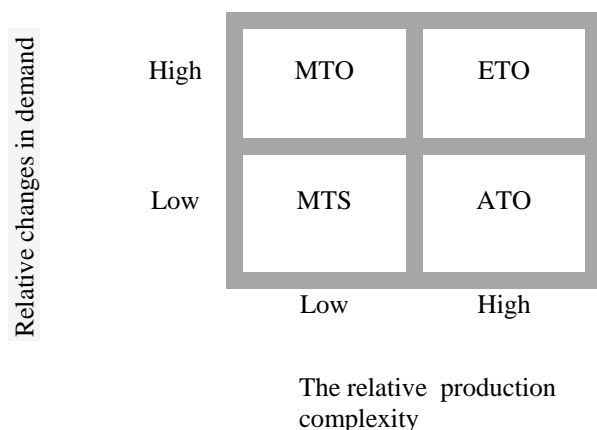 Relative changes in demand
High MTO ETO
Low MTS ATO
Low High
The relative production
complexity